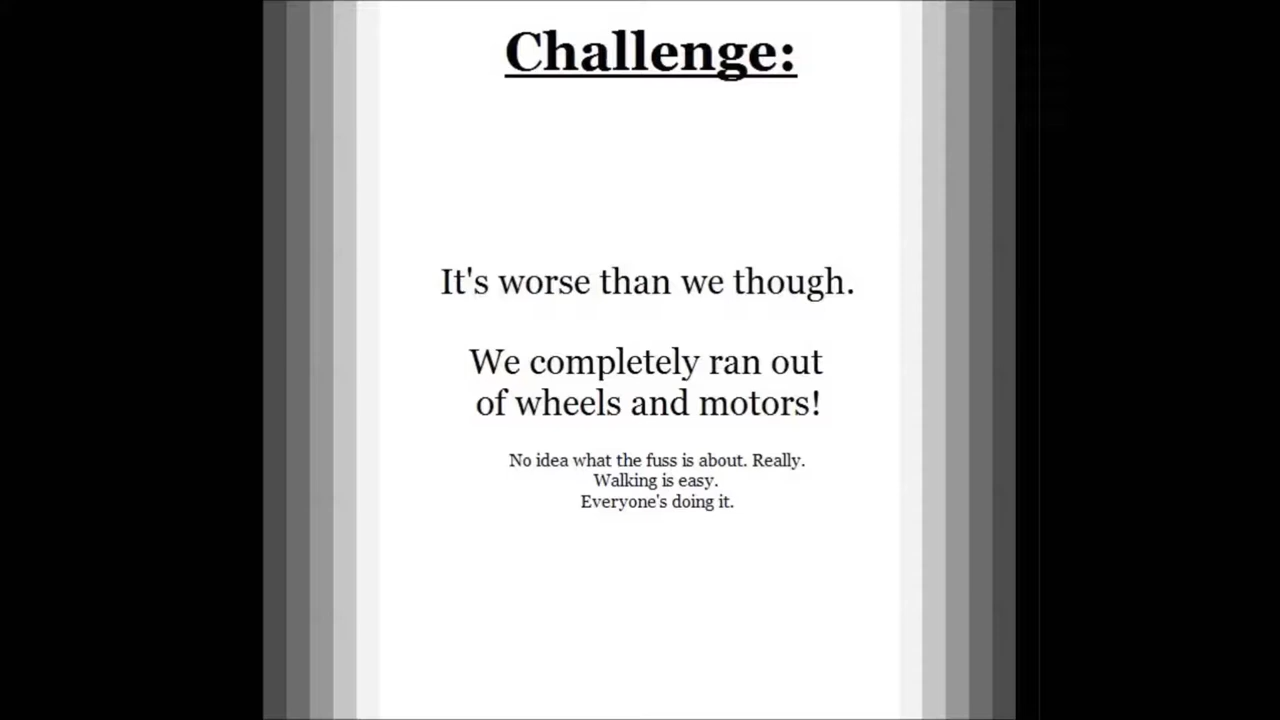 Challenge:
It's worse than we though.
We completely ran out
of wheels and motors!
No idea what the fuss is about. Really.
Walking is easy.
Everyone's doing it.